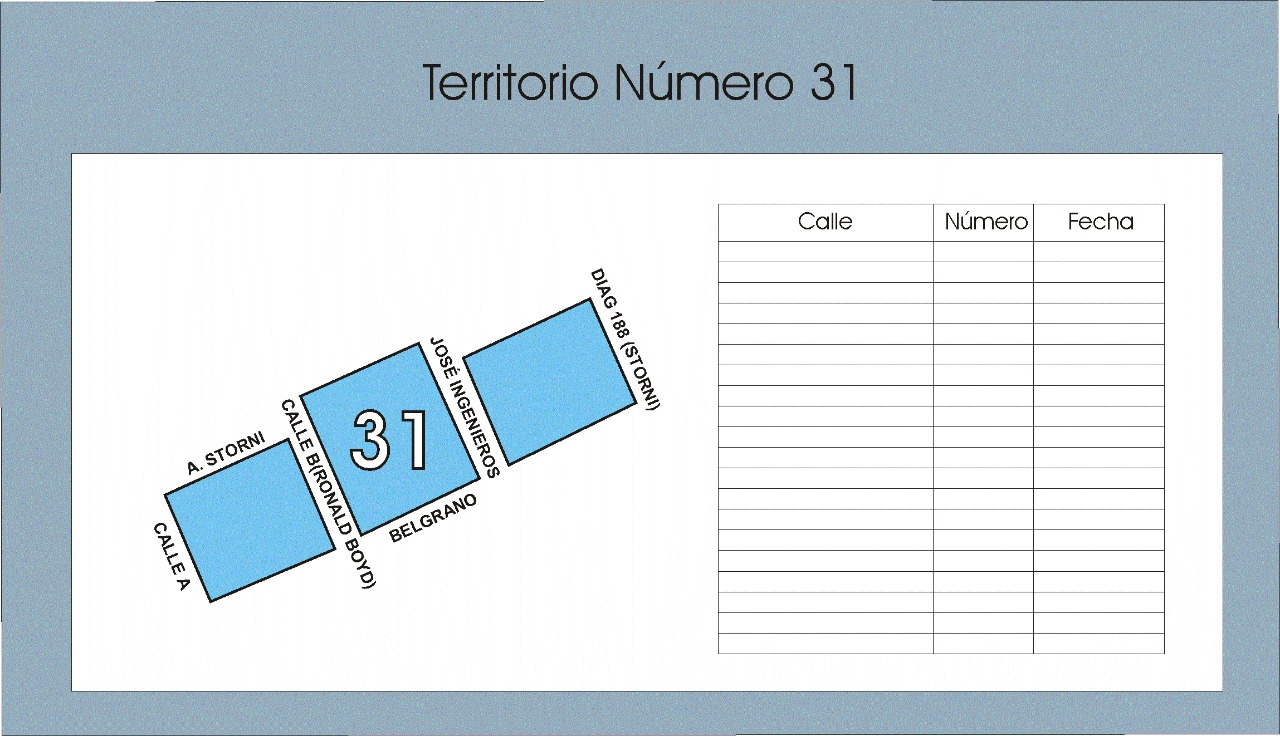 Territorio Número 31
Calle Número Fecha
DIAG 188 (STORNI)
JOSÉ INGENIEROS
CALLE B(RONALD BOYD)
31
A. STORNI
BELGRANO
CALLE A